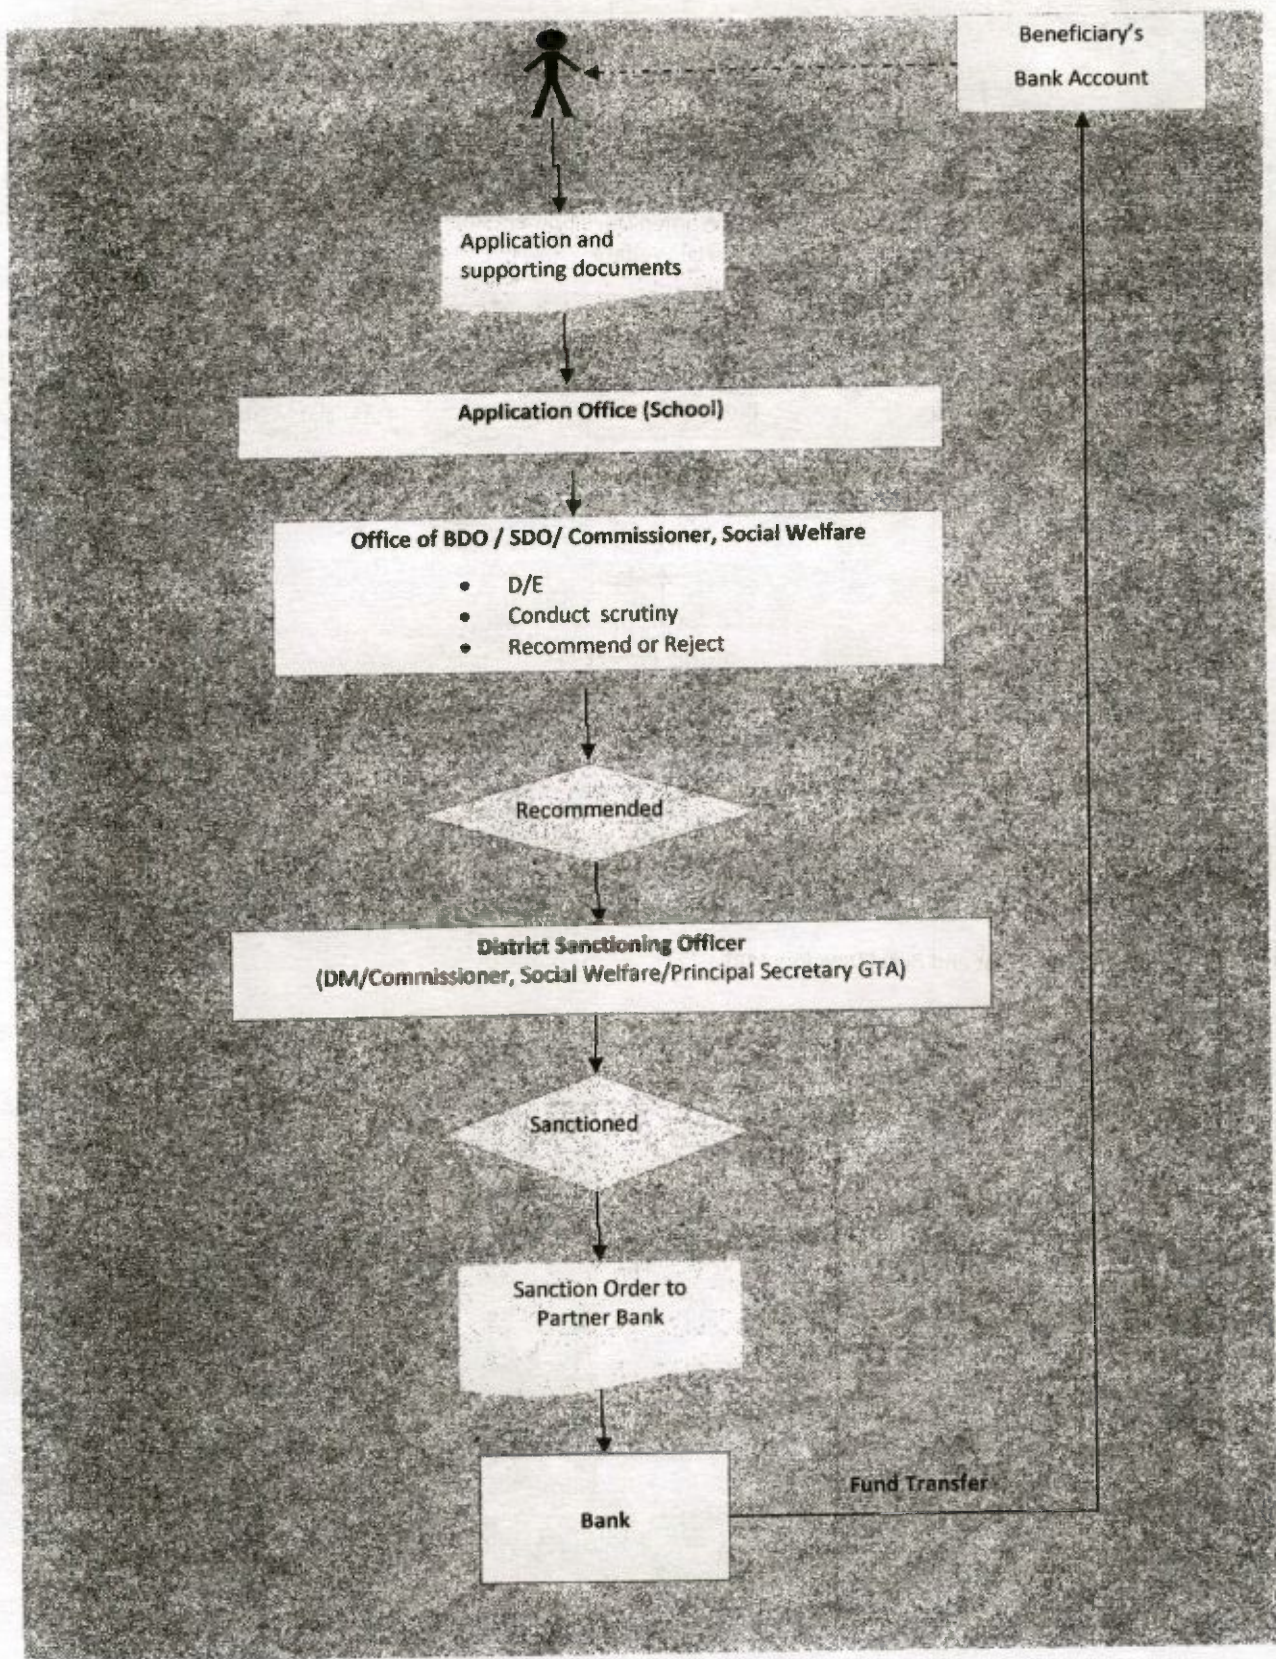 Beneficiary's
Bank Account
Application and
supporting documents
Application Office (School)
Office of BDO / SDO/ Commissioner, Social Welfare
• D/E
• Conduct scrutiny
• Recommend or Reject
Recommended
District Sanctioning Officer
(DM/Commissioner, Social Welfare/Principal Secretary GTA)
Sanctioned
Sanction Order to
Partner Bank
Fund Transfer
Bank